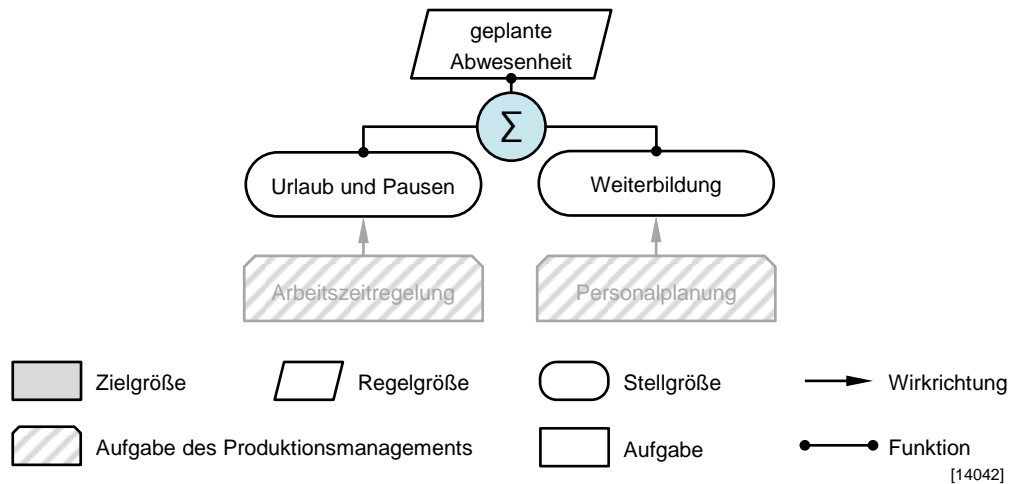 geplante
Abwesenheit
Σ
Urlaub und Pausen
Weiterbildung
Arbeitszeitregelung
Personalplanung
Zielgröße
Regelgröße
Stellgröße
Wirkrichtung
Aufgabe des Produktionsmanagements
Aufgabe
Funktion
[14042]